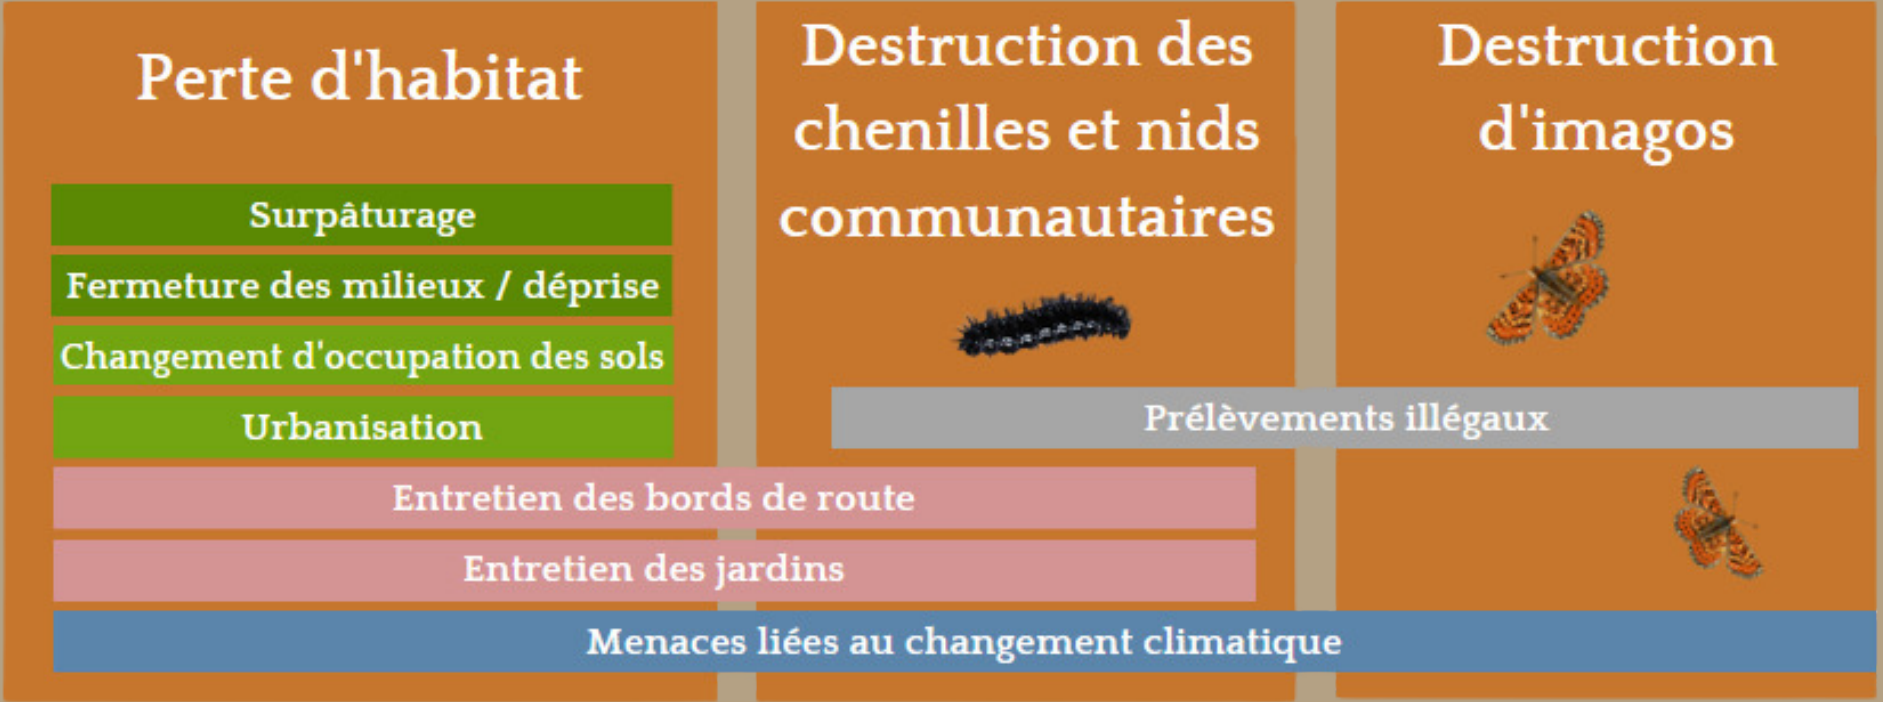 Perte d'habitat
Surpâturage
Fermeture des milieux / déprise
Changement d'occupation des sols
Urbanisation
Destruction des
chenilles et nids
communautaires
Destruction
d'imagos
Prélèvements illégaux
Entretien des bords de route
Entretien des jardins
Menaces liées au changement climatique